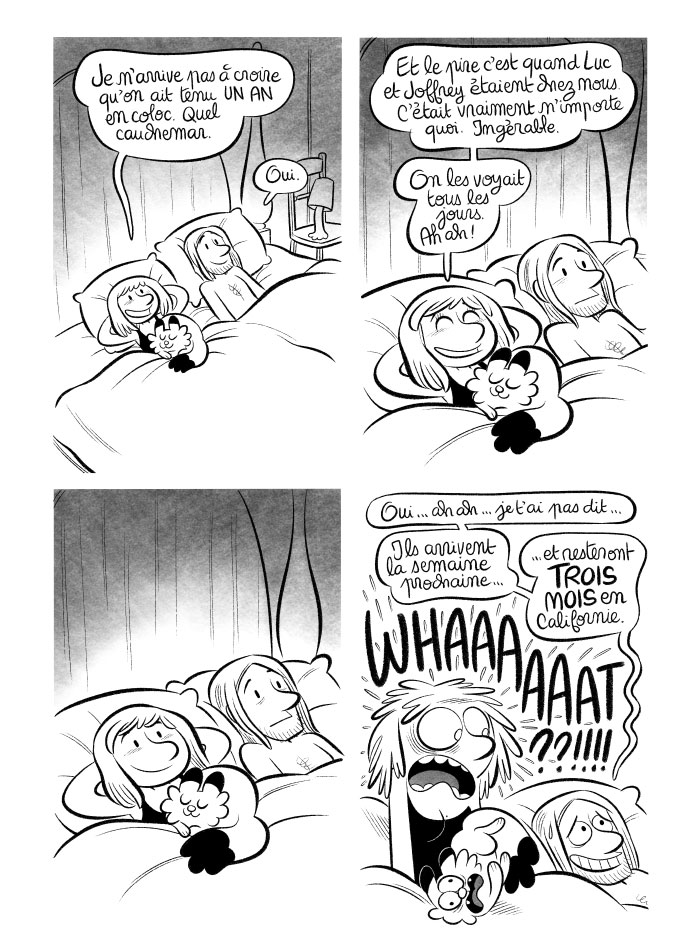 Je n'arrive pas à croire
qu'on ait tenu UN AN
en coloc. Quel
cauchemar.
Oui.
Et le pire c'est quand Luc
et Joffrey étaient chez nous.
C'était vraiment n'importe
quoi. Ingérable.
On les voyait
tous les
jours.
Ah ah!
Oui... ah ah... je t'ai pas dit...
Ils arrivent
la semaine
prochaine...
...et resteront
TROIS
MOIS en
Californie.
WHAAAAAAAT
??!!!!